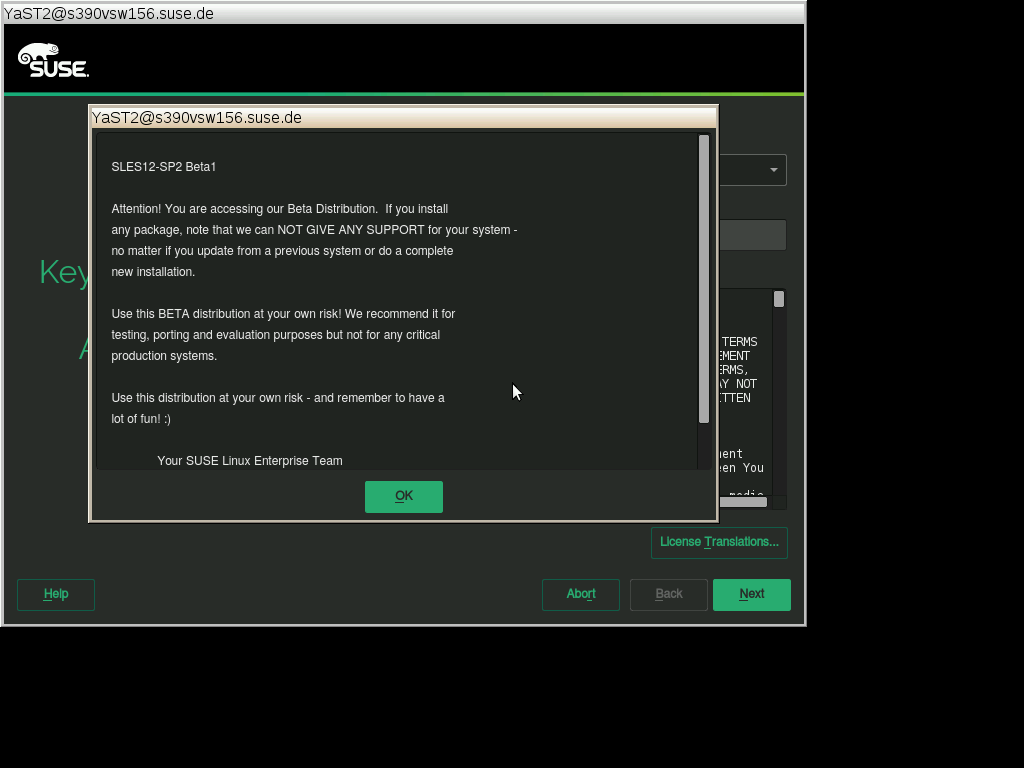 YaST2@s390vsw156.suse.de
SUSE.
YaST2@s390vsw156.suse.de
SLES12-SP2 Beta1
Attention! You are accessing our Beta Distribution. If you install
any package, note that we can NOT GIVE ANY SUPPORT for your system -
no matter if you update from a previous system or do a complete
new installation.
Use this BETA distribution at your own risk! We recommend it for
testing, porting and evaluation purposes but not for any critical
production systems.
Use this distribution at your own risk - and remember to have a
lot of fun! :)
Your SUSE Linux Enterprise Team
OK
Key
A
TERMS
EMENT
ERMS,
AY NOT
TTEN
ment
een You
media
License Translations...
Help
Abort
Back
Next